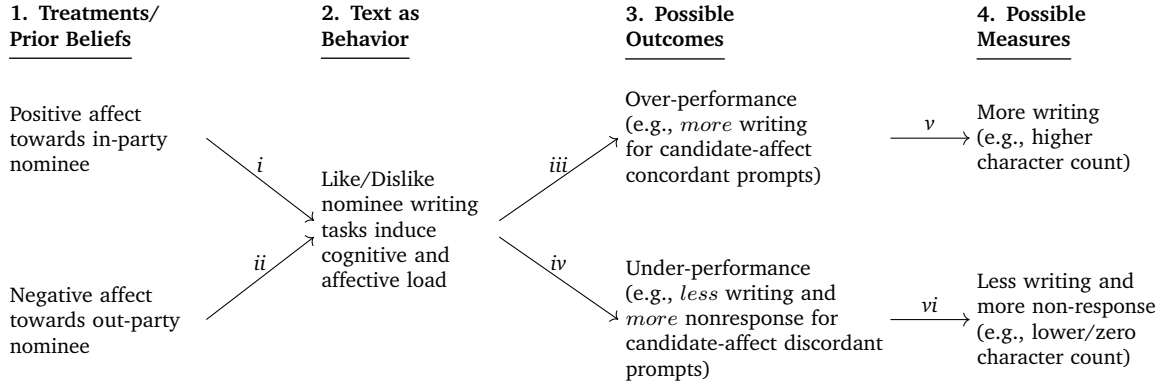 1. Treatments/
Prior Beliefs
2. Text as
Behavior
3. Possible
Outcomes
4. Possible
Measures
Positive affect
towards in-party
nominee
i
ii
Negative affect
towards out-party
nominee
Like/Dislike
nominee writing
tasks induce
cognitive and
affective load
iii
iv
Over-performance
(e.g., more writing
for candidate-affect
concordant prompts)
v
More writing
(e.g., higher
character count)
Under-performance
(e.g., less writing and
more nonresponse for
candidate-affect discordant
prompts)
vi
Less writing and
more non-response
(e.g., lower/zero
character count)